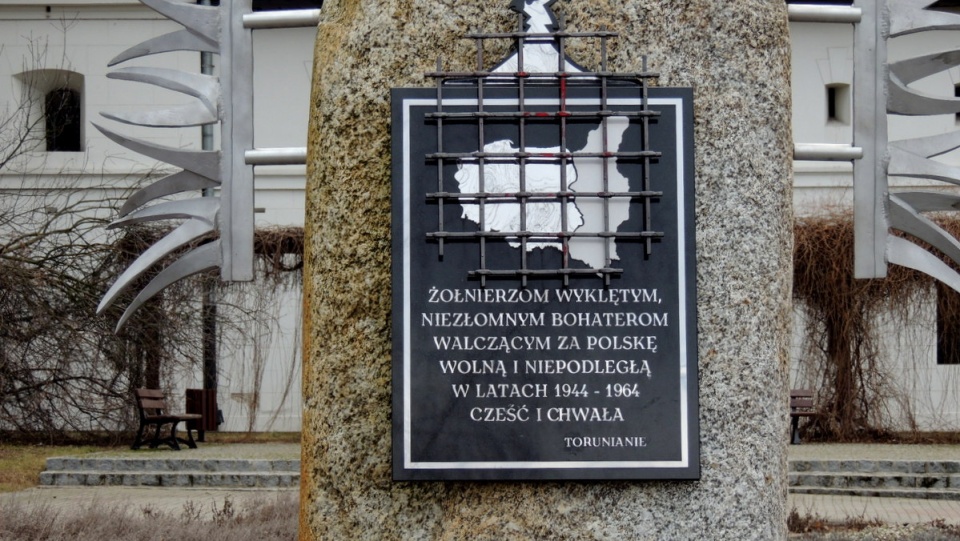 ŻOŁNIERZOM WYKLĘTYM,
NIEZŁOMNYM BOHATEROM
WALCZĄCYM ZA POLSKĘ
WOLNĄ I NIEPODLEGŁĄ
W LATACH 1944 - 1964
CZEŚĆ I CHWAŁA
TORUNIANIE